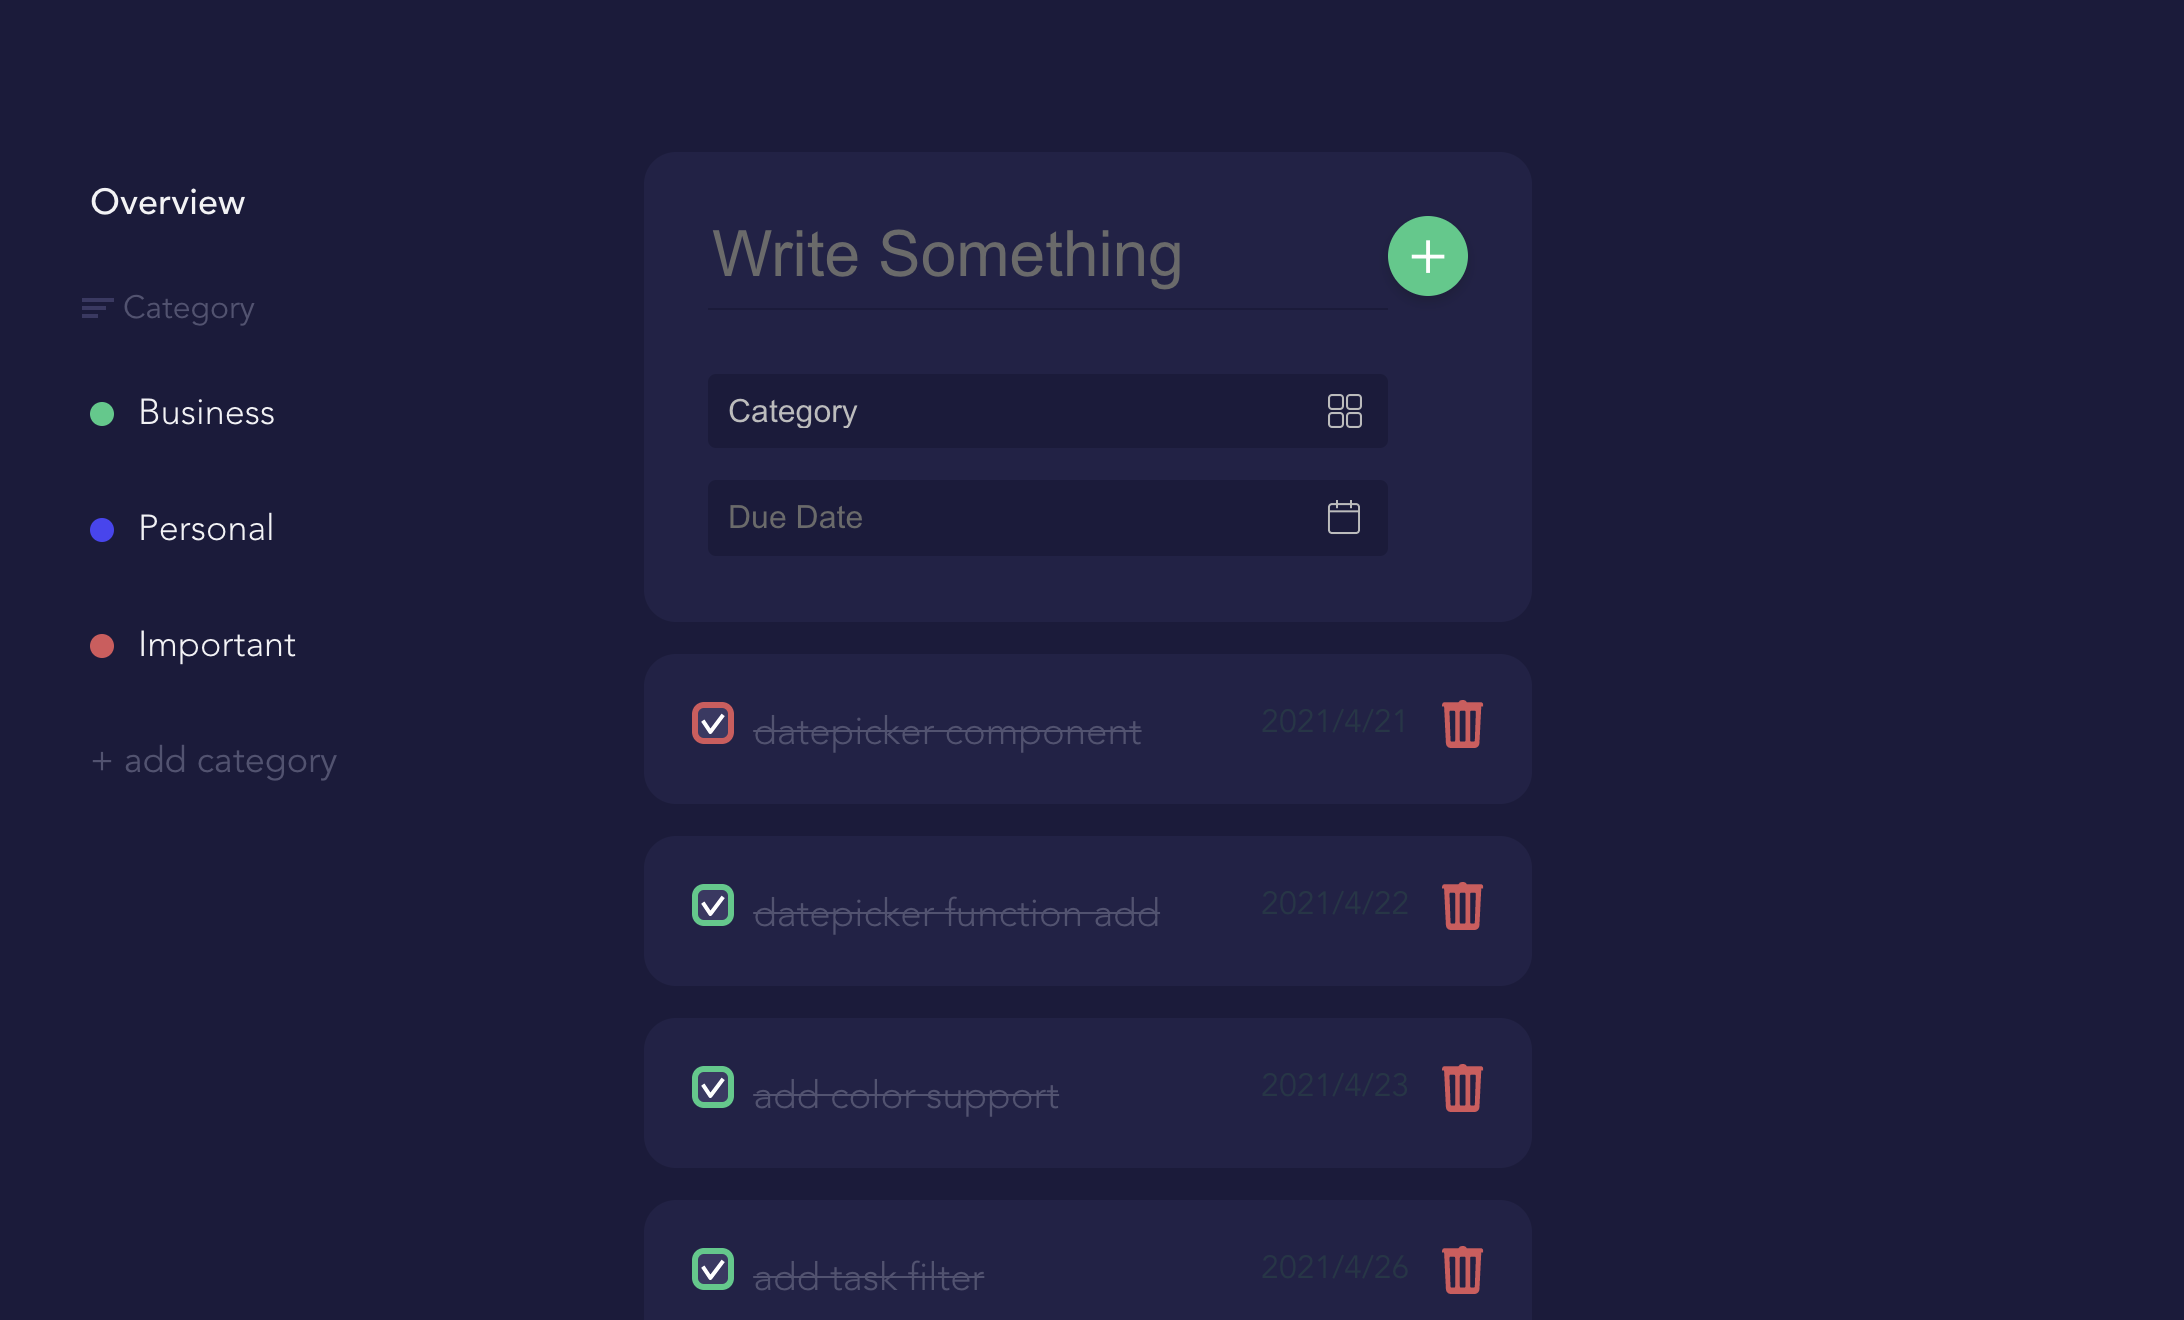 Overview
Category
Business
Personal
Important
+ add category
Write Something
Category
Due Date
datepicker component 2021/4/21
datepicker function add 2021/4/22
add color support 2021/4/23
add task filter 2021/4/26